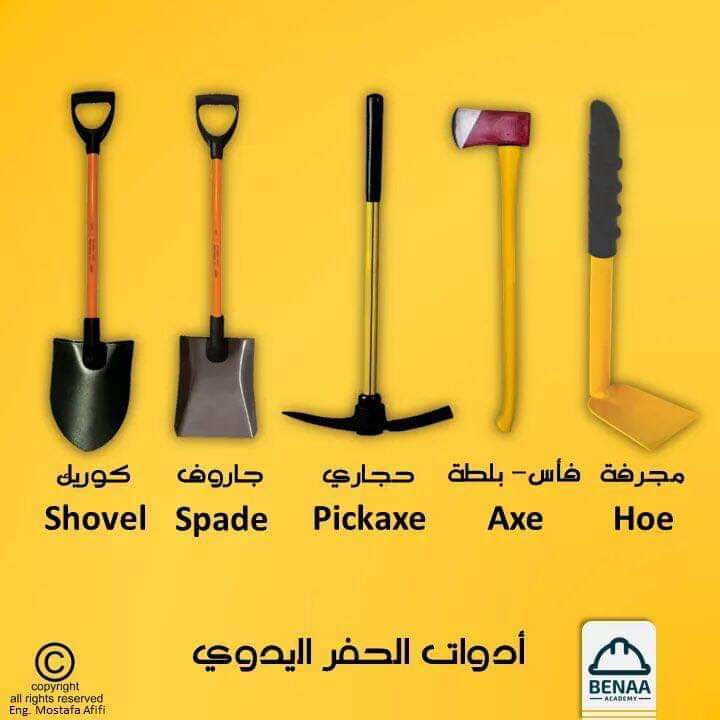 كوريك
Shovel
جاروف
Spade
حجاري
Pickaxe
فأس - بلطة
Axe
مجرفة
Hoe
أدوات الحفر اليدوي
©
copyright
all rights reserved
Eng. Mostafa Afifi
BENAA
ACADEMY